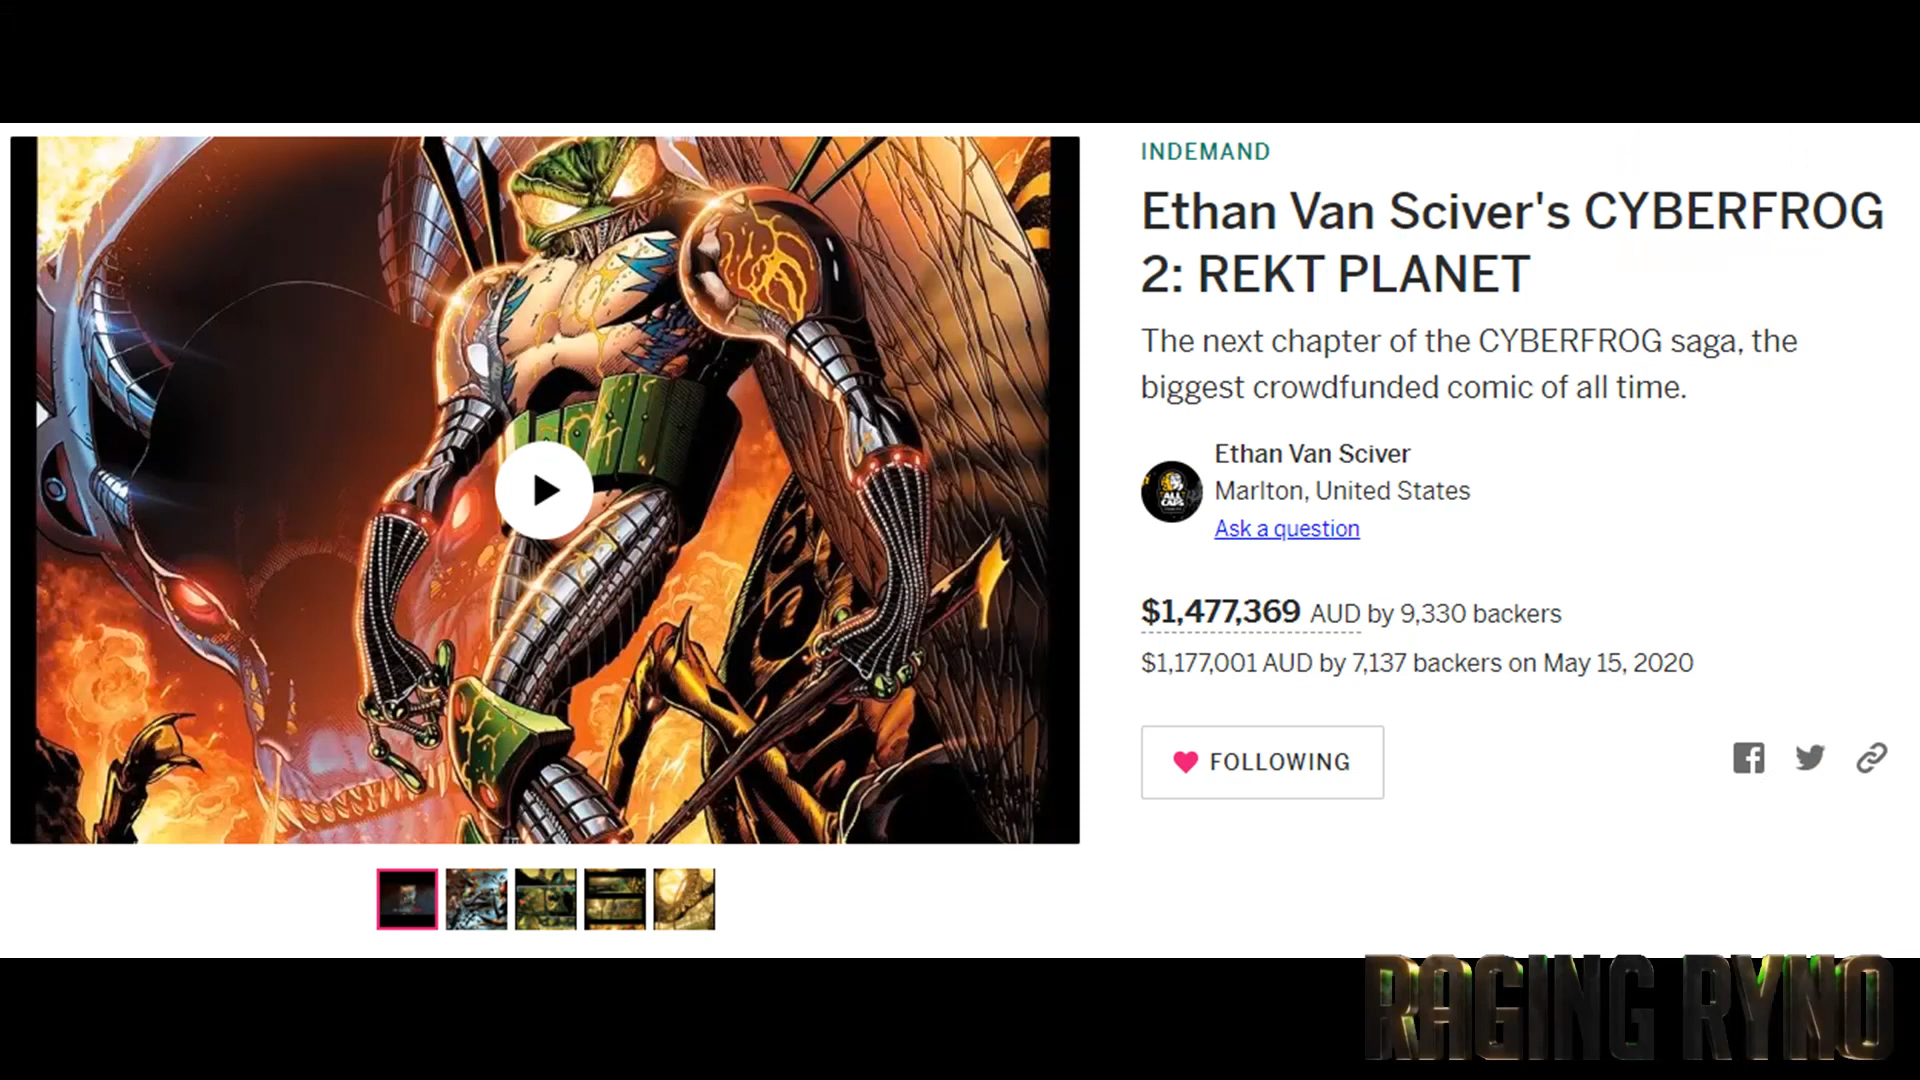 INDEMAND
Ethan Van Sciver's CYBERFROG
2: REKT PLANET
The next chapter of the CYBERFROG saga, the
biggest crowdfunded comic of all time.
Ethan Van Sciver
Marlton, United States
ALL
CAPS
Ask a question
$1,477,369 AUD by 9,330 backers
$1,177,001 AUD by 7,137 backers on May 15, 2020
FOLLOWING
RAGING RYNO